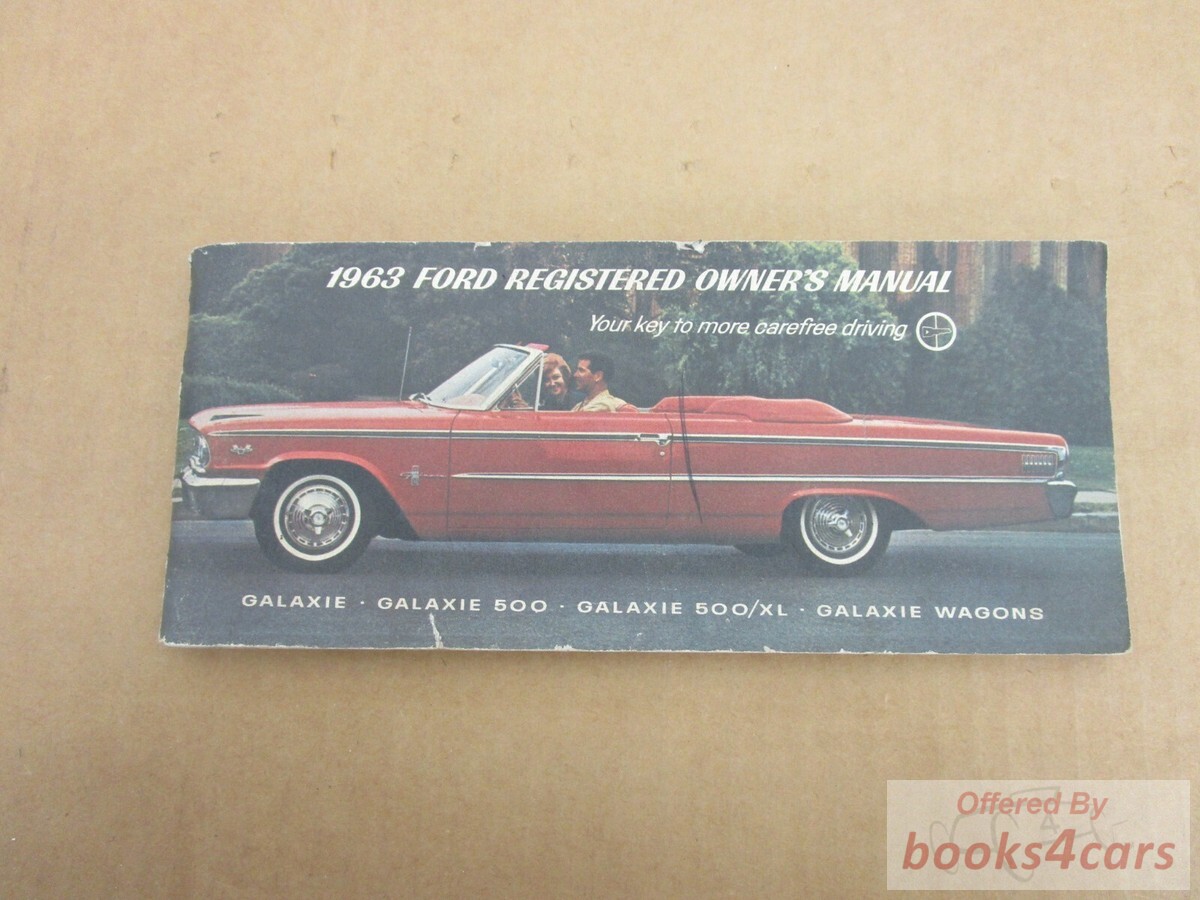 1963 FORD REGISTERED OWNER'S MANUAL
Your key to more carefree driving
GALAXIE · GALAXIE 500 · GALAXIE 500/XL · GALAXIE WAGONS
Offered By
books4cars